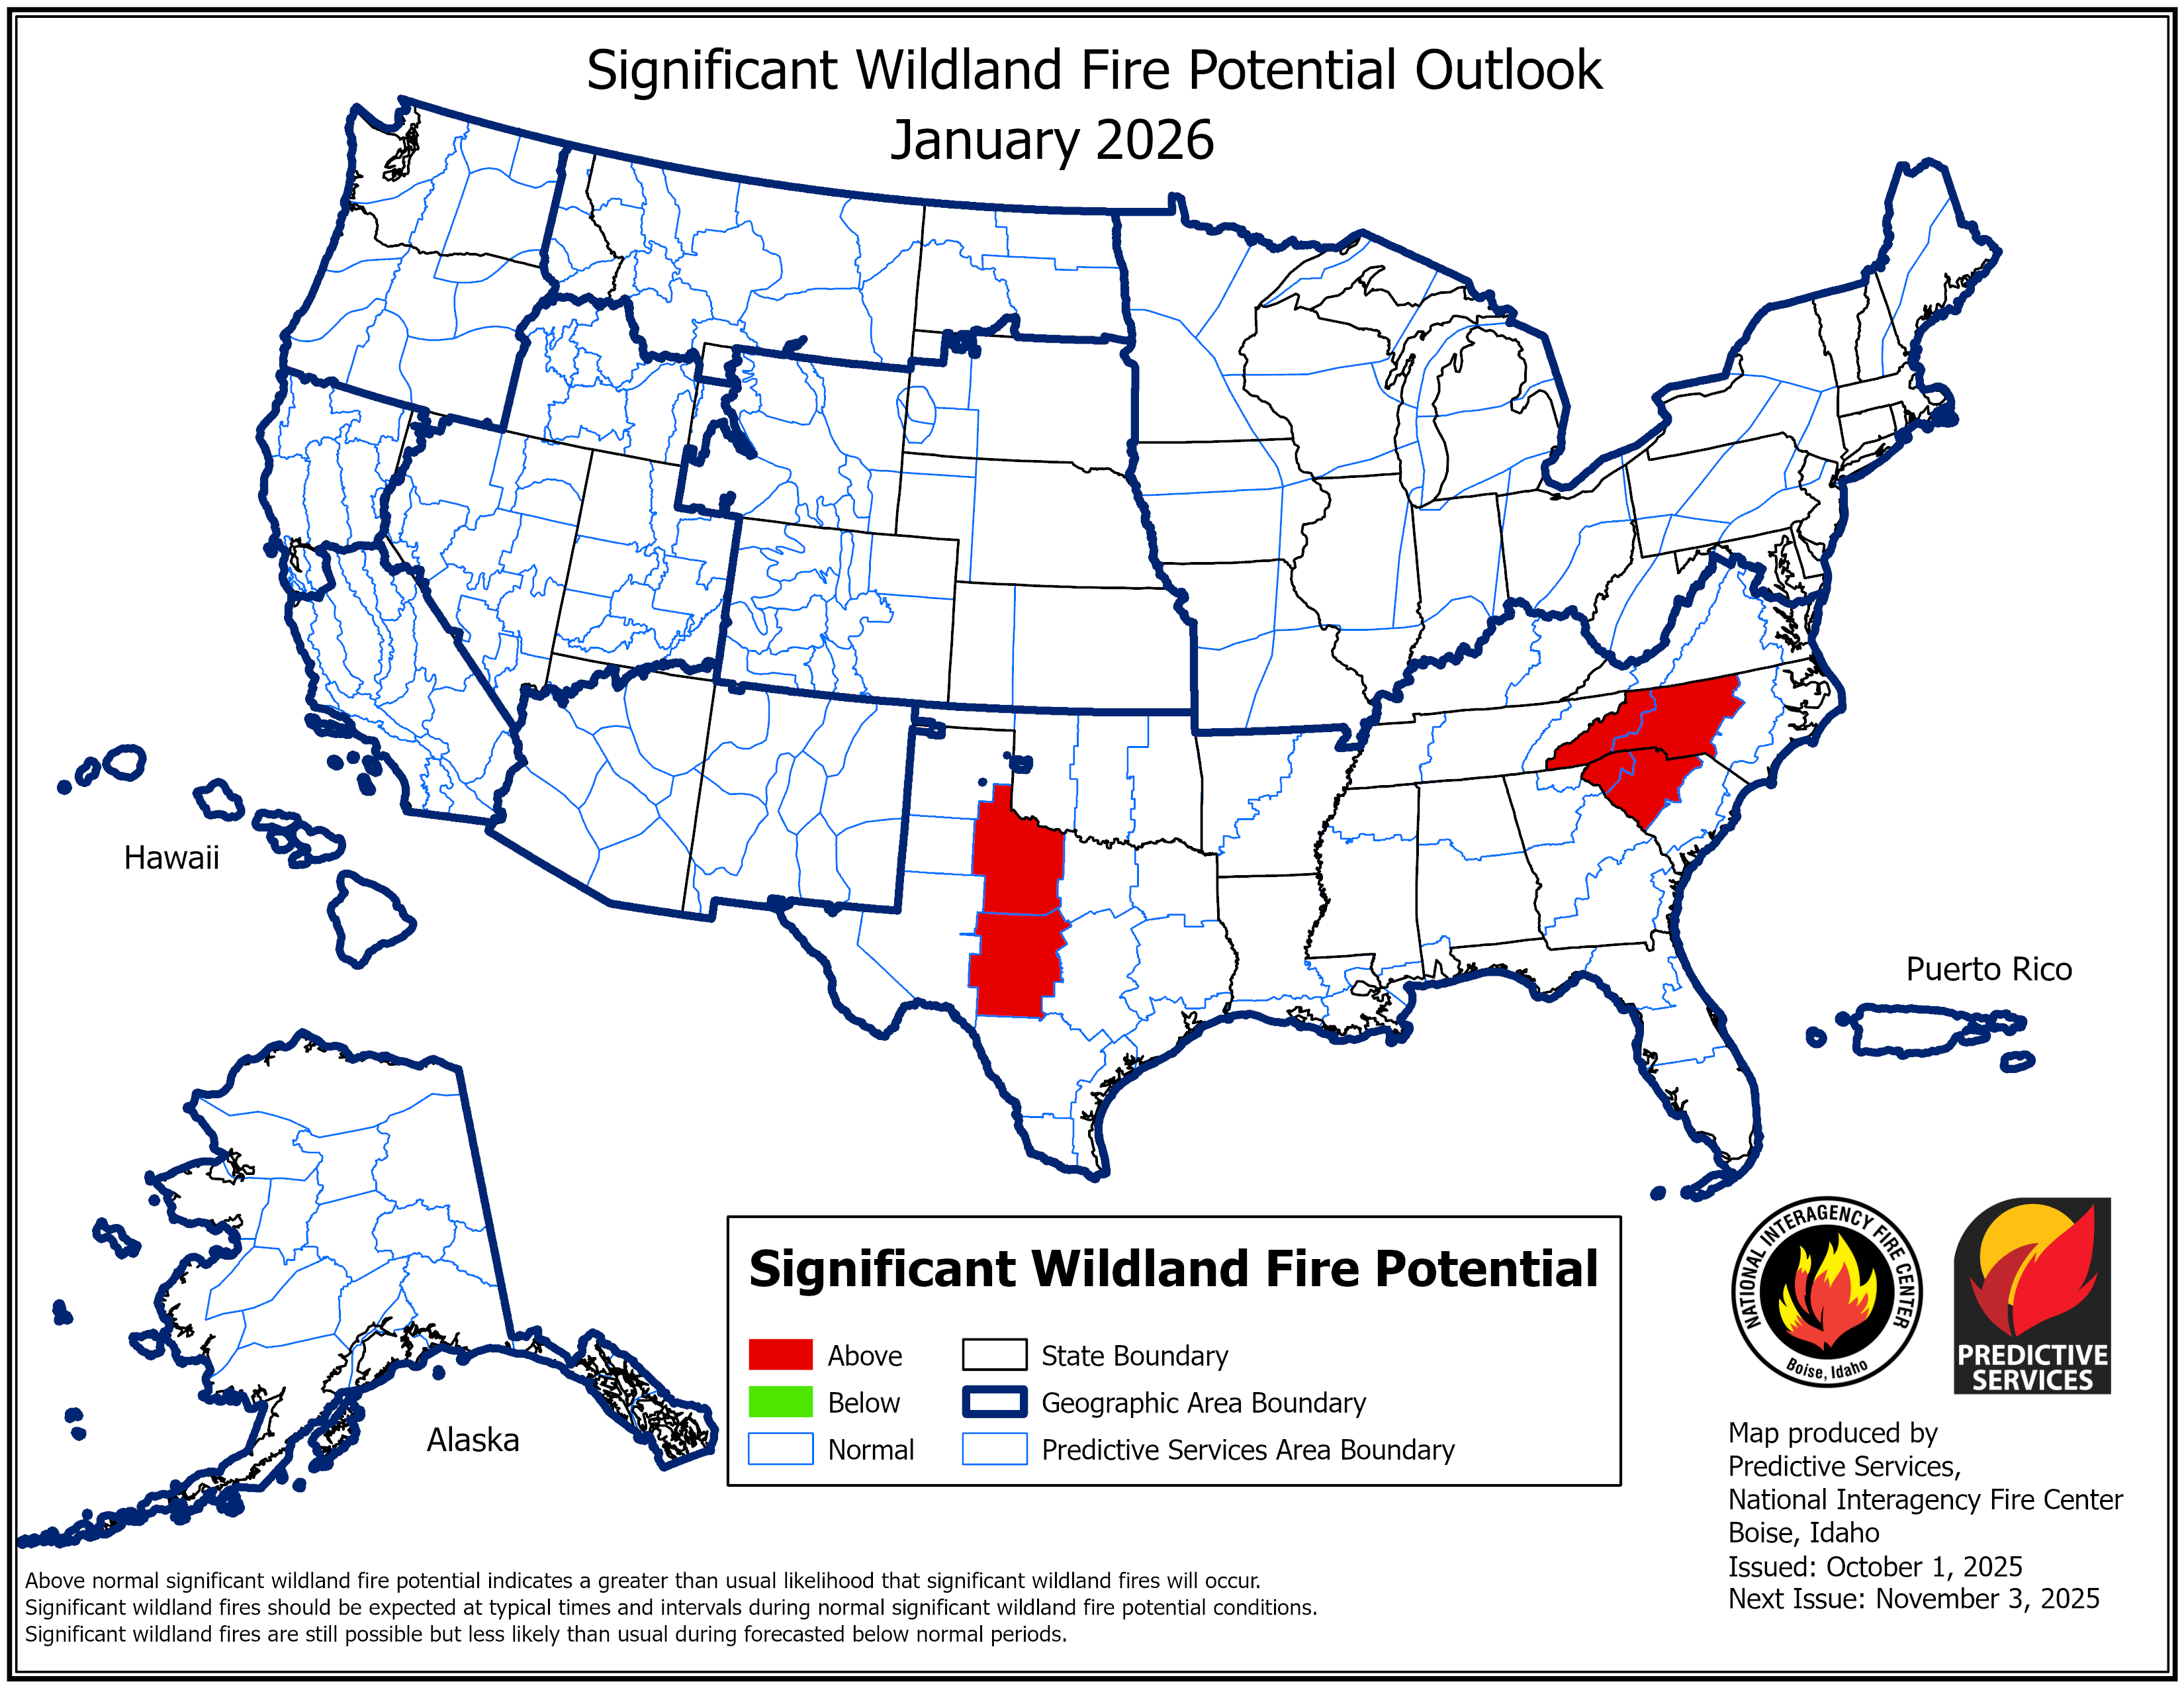 Significant Wildland Fire Potential Outlook
January 2026
Hawaii
Puerto Rico
Alaska
Significant Wildland Fire Potential
Above
State Boundary
Below
Geographic Area Boundary
Normal
Predictive Services Area Boundary
NATIONAL INTERAGENCY FIRE CENTER
Boise, Idaho
PREDICTIVE
SERVICES
Map produced by
Predictive Services,
National Interagency Fire Center
Boise, Idaho
Issued: October 1, 2025
Next Issue: November 3, 2025
Above normal significant wildland fire potential indicates a greater than usual likelihood that significant wildland fires will occur.
Significant wildland fires should be expected at typical times and intervals during normal significant wildland fire potential conditions.
Significant wildland fires are still possible but less likely than usual during forecasted below normal periods.